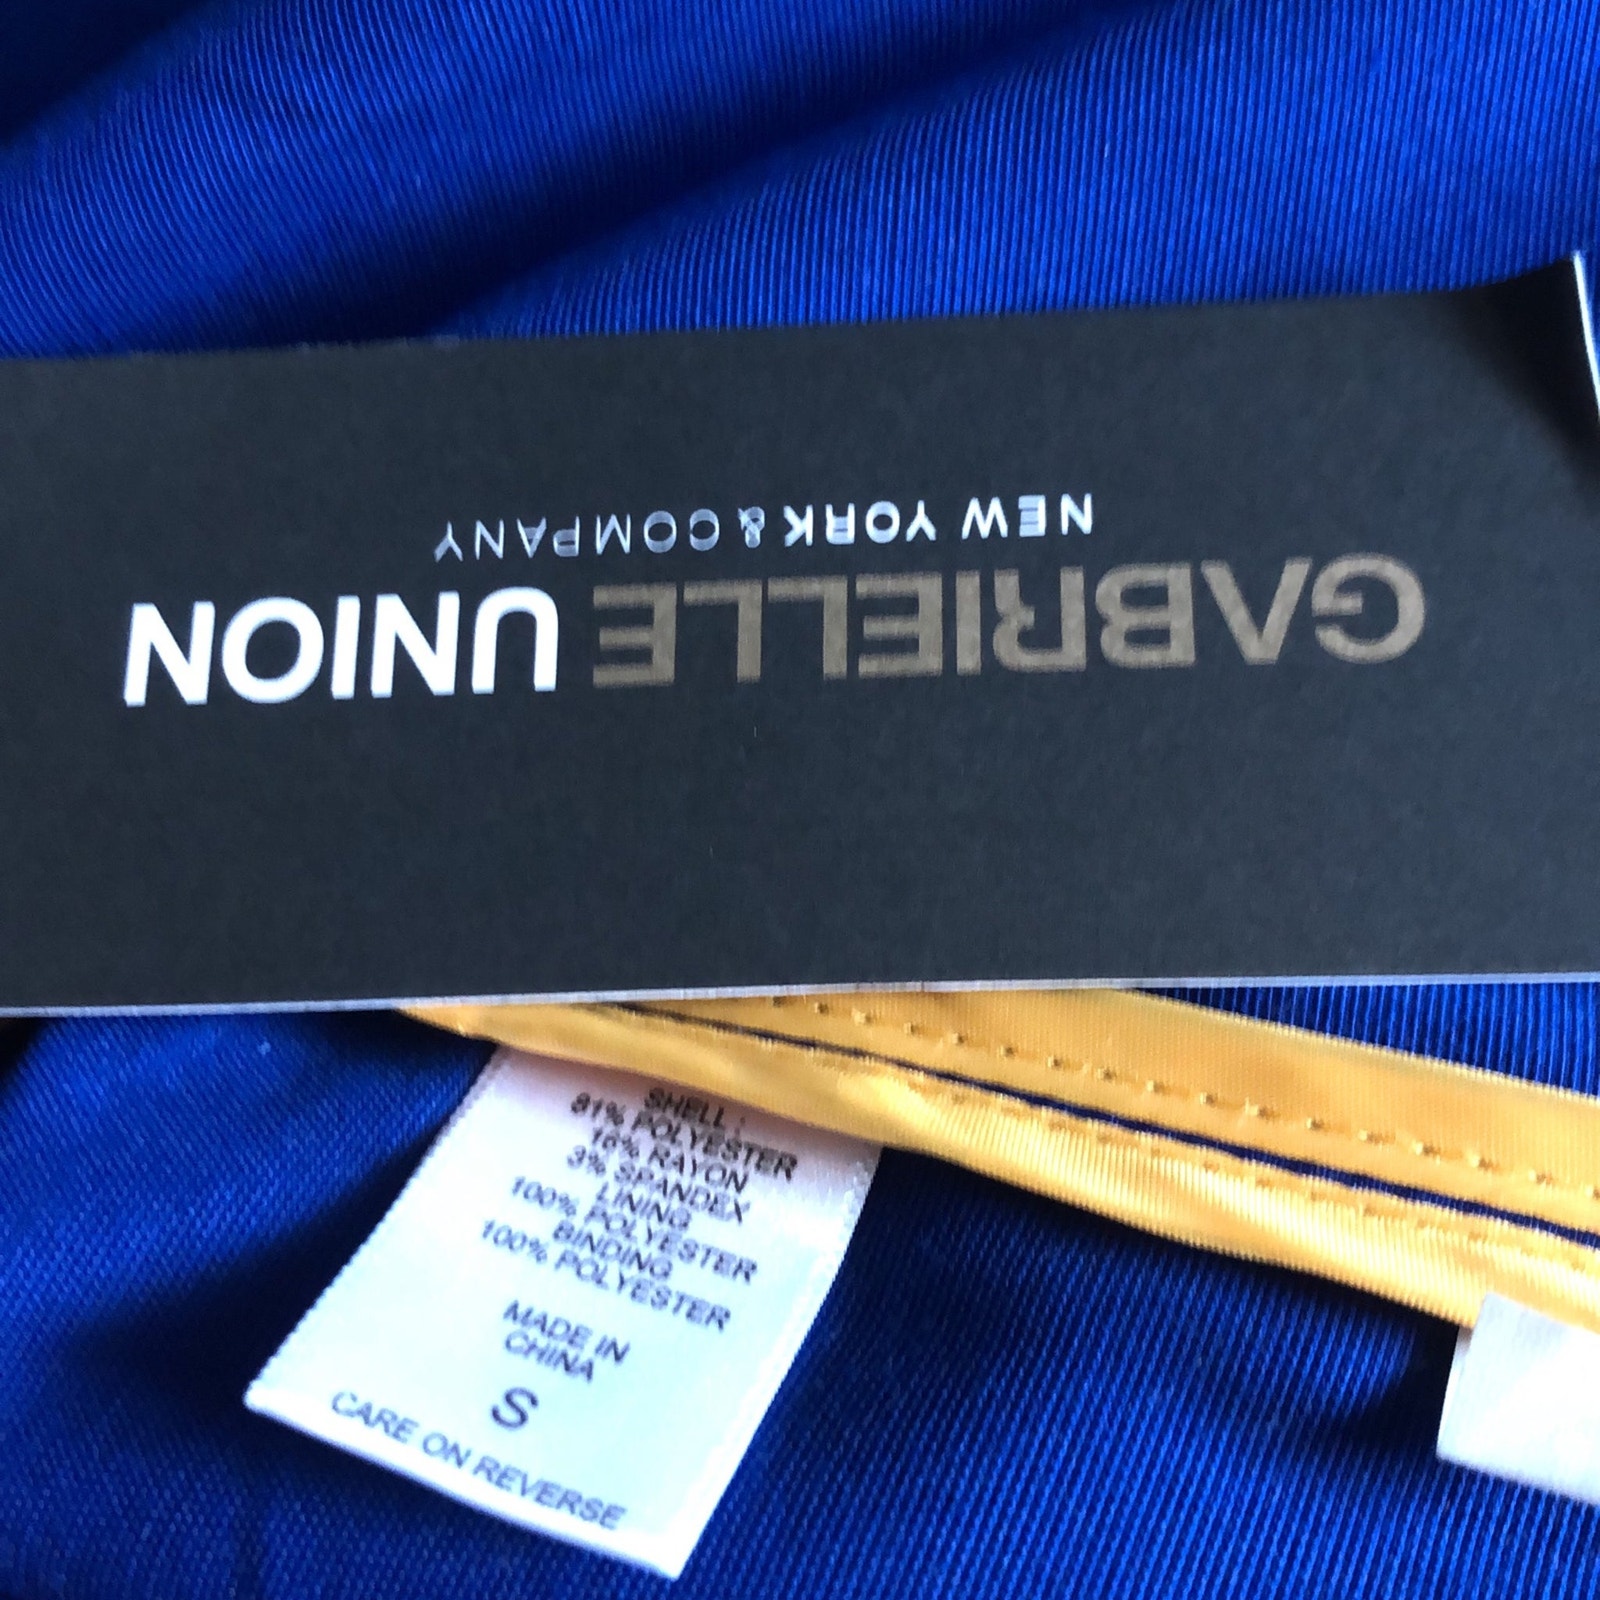 GABRIELLE UNION
NEW YORK & COMPANY
SHELL :
81% POLYESTER
16% RAYON
3% SPANDEX
LINING
100% POLYESTER
BINDING
100% POLYESTER
MADE IN
CHINA
S
CARE ON REVERSE